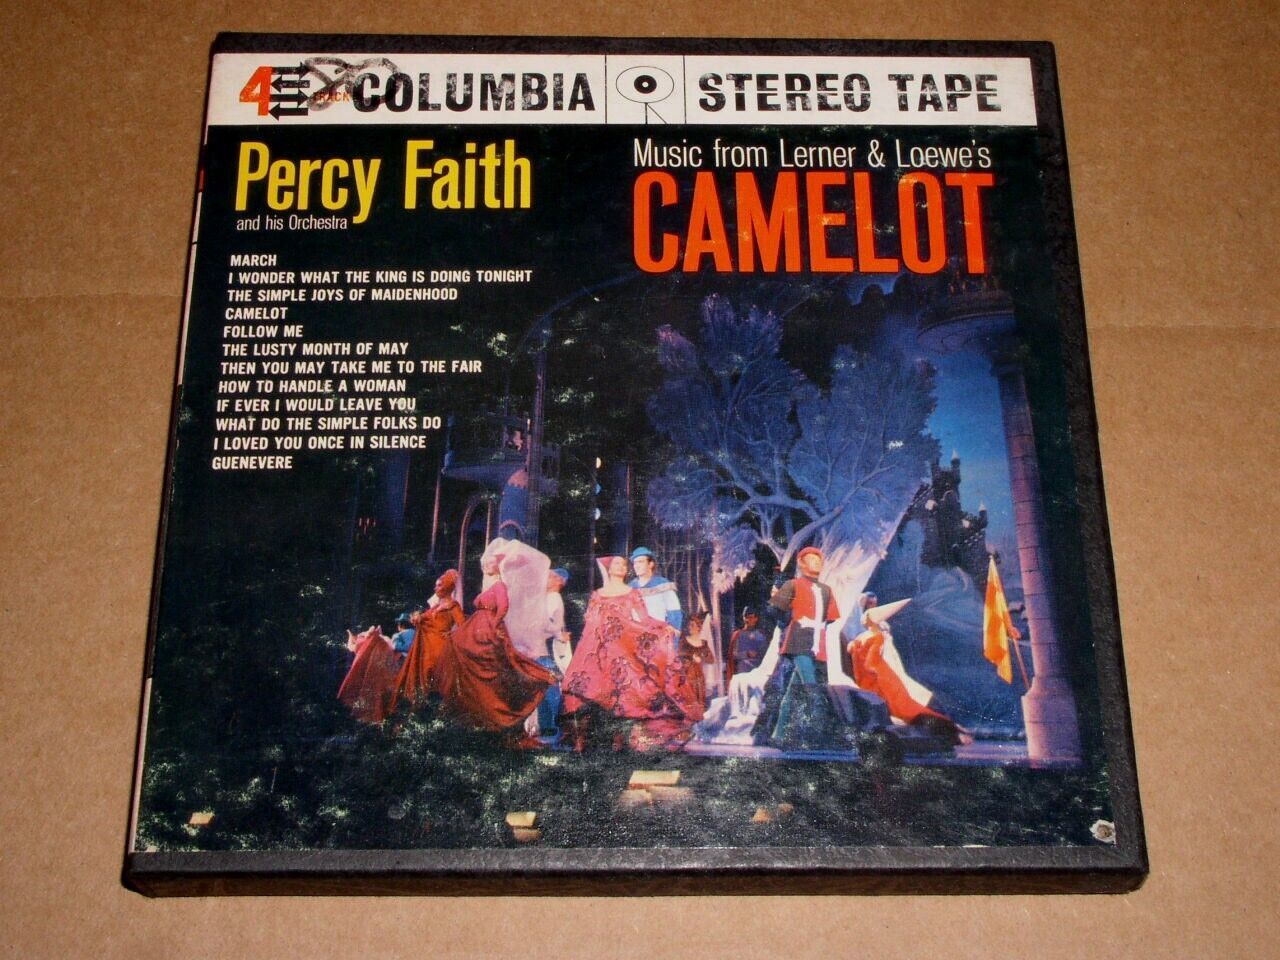 4 TRACK COLUMBIA STEREO TAPE
Percy Faith
and his Orchestra
Music from Lerner & Loewe's
CAMELOT
MARCH
I WONDER WHAT THE KING IS DOING TONIGHT
THE SIMPLE JOYS OF MAIDENHOOD
CAMELOT
FOLLOW ME
THE LUSTY MONTH OF MAY
THEN YOU MAY TAKE ME TO THE FAIR
HOW TO HANDLE A WOMAN
IF EVER I WOULD LEAVE YOU
WHAT DO THE SIMPLE FOLKS DO
I LOVED YOU ONCE IN SILENCE
GUENEVERE